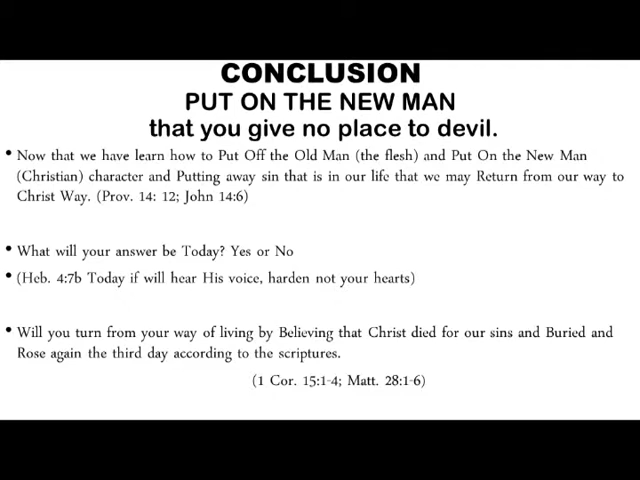 CONCLUSION
PUT ON THE NEW MAN
that you give no place to devil.
• Now that we have learn how to Put Off the Old Man (the flesh) and Put On the New Man
(Christian) character and Putting away sin that is in our life that we may Return from our way to
Christ Way. (Prov. 14: 12; John 14:6)
• What will your answer be Today? Yes or No
• (Heb. 4:7b Today if will hear His voice, harden not your hearts)
• Will you turn from your way of living by Believing that Christ died for our sins and Buried and
Rose again the third day according to the scriptures.
(1 Cor. 15:1-4; Matt. 28:1-6)